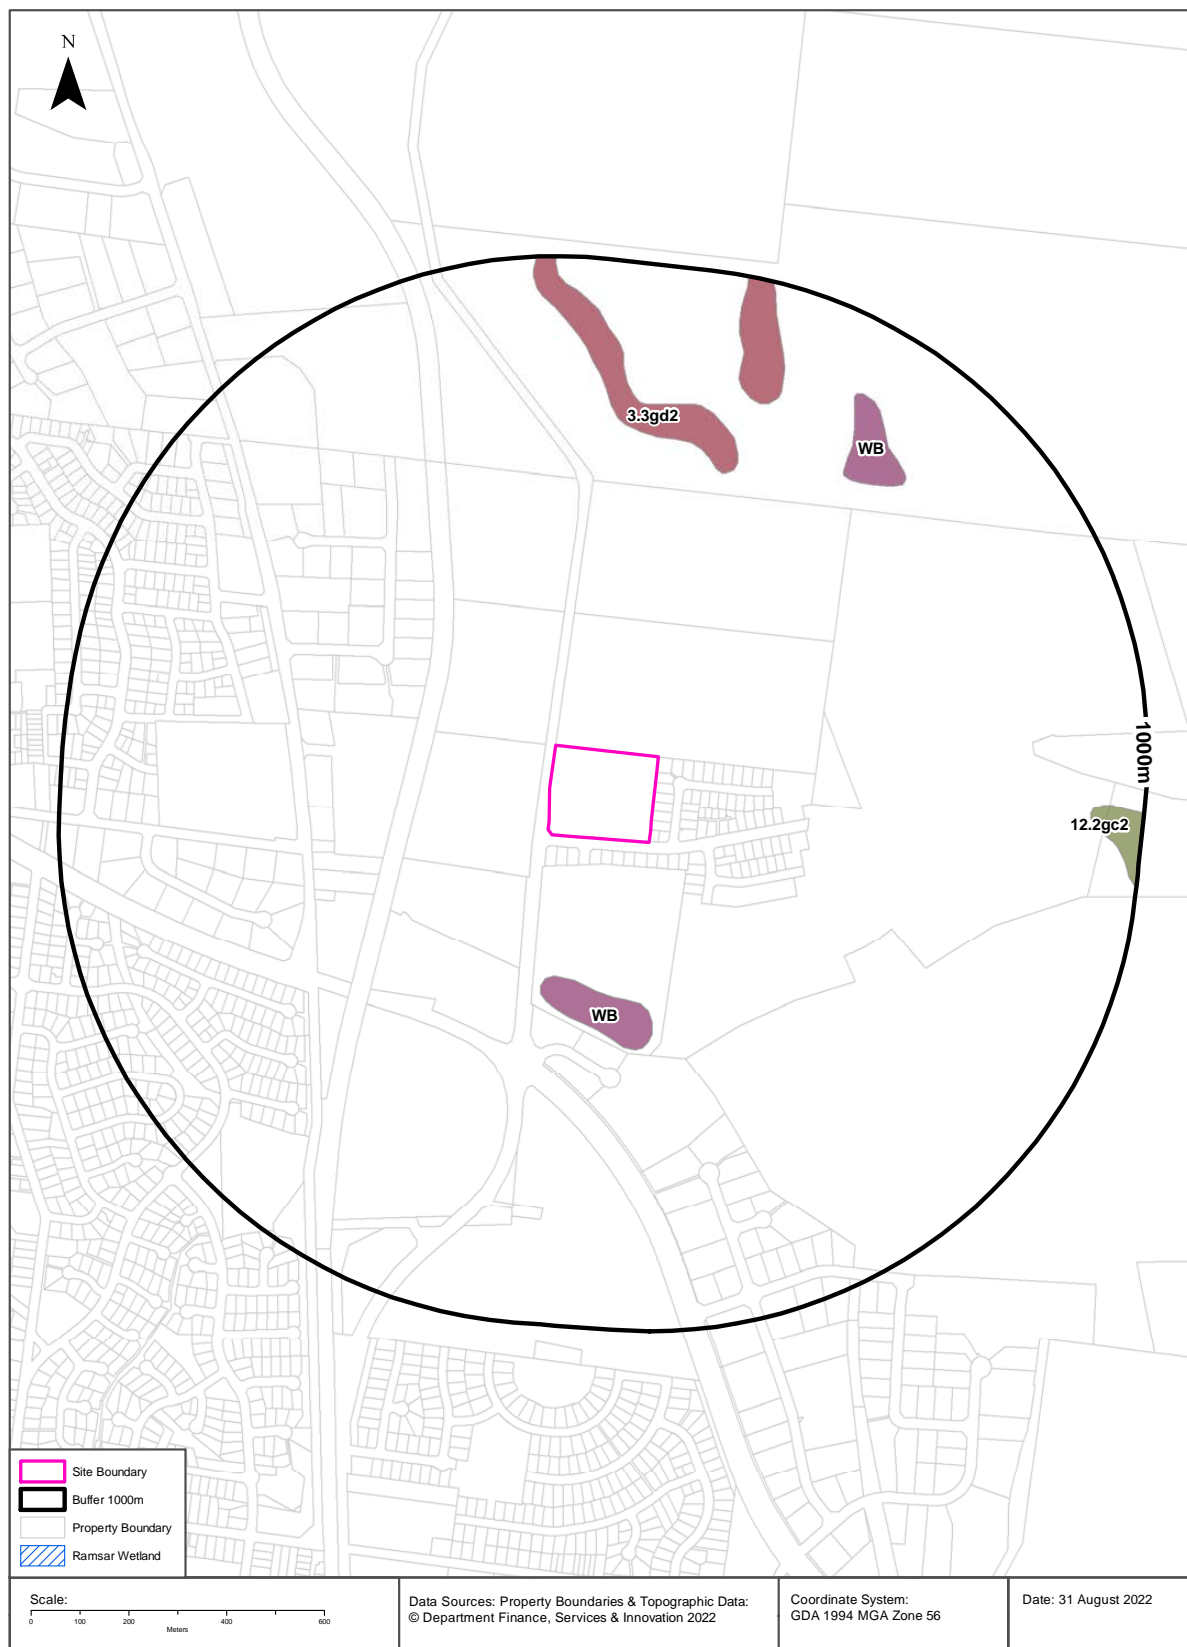 N
3.3gd2
WB
1000m
12.2gc2
WB
Site Boundary
Buffer 1000m
Property Boundary
Ramsar Wetland
Scale:
0 100 200 400 600
Meters
Data Sources: Property Boundaries & Topographic Data:
© Department Finance, Services & Innovation 2022
Coordinate System:
GDA 1994 MGA Zone 56
Date: 31 August 2022